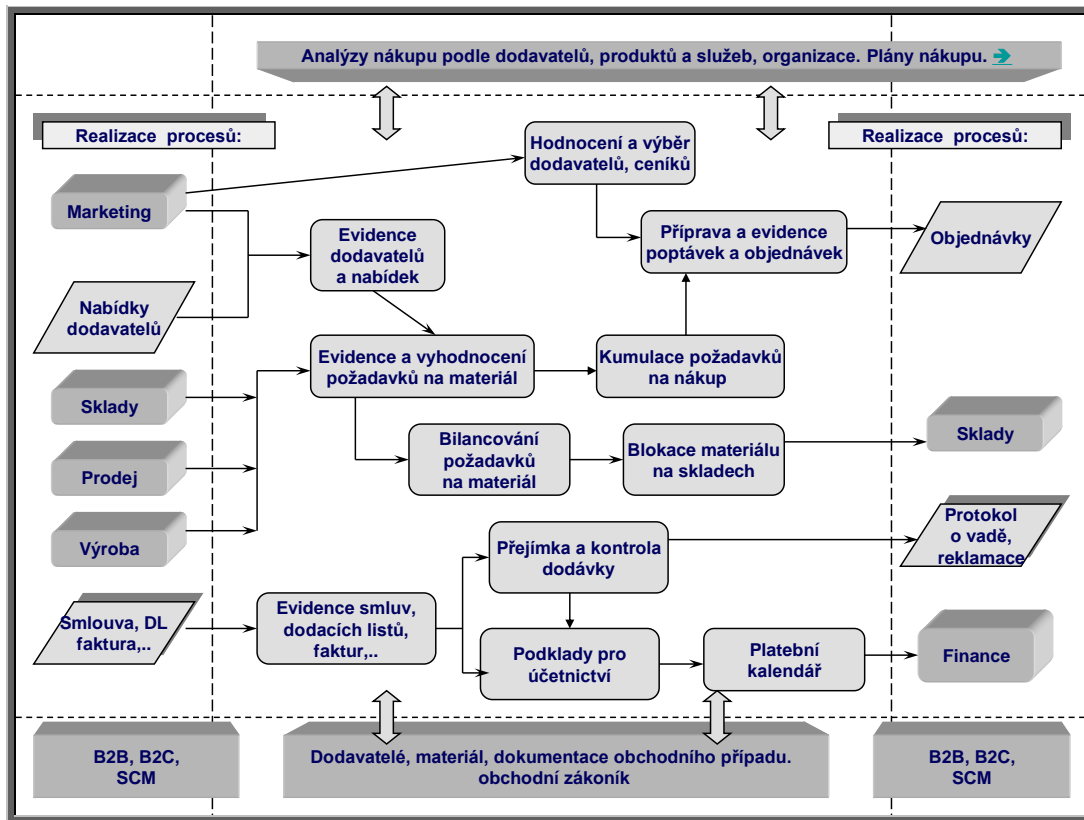 Analýzy nákupu podle dodavatelů, produktů a služeb, organizace. Plány nákupu. ➔
Realizace procesů:
Realizace procesů:
Hodnocení a výběr
dodavatelů, ceníků
Marketing
Evidence
dodavatelů
a nabídek
Příprava a evidence
poptávek a objednávek
Objednávky
Nabídky
dodavatelů
Evidence a vyhodnocení
požadavků na materiál
Kumulace požadavků
na nákup
Sklady
Bilancování
požadavků
na materiál
Blokace materiálu
na skladech
Sklady
Prodej
Výroba
Přejímka a kontrola
dodávky
Protokol
o vadě,
reklamace
Smlouva, DL
faktura,..
Evidence smluv,
dodacích listů,
faktur,..
Podklady pro
účetnictví
Platební
kalendář
Finance
B2B, B2C,
SCM
Dodavatelé, materiál, dokumentace obchodního případu.
obchodní zákoník
B2B, B2C,
SCM